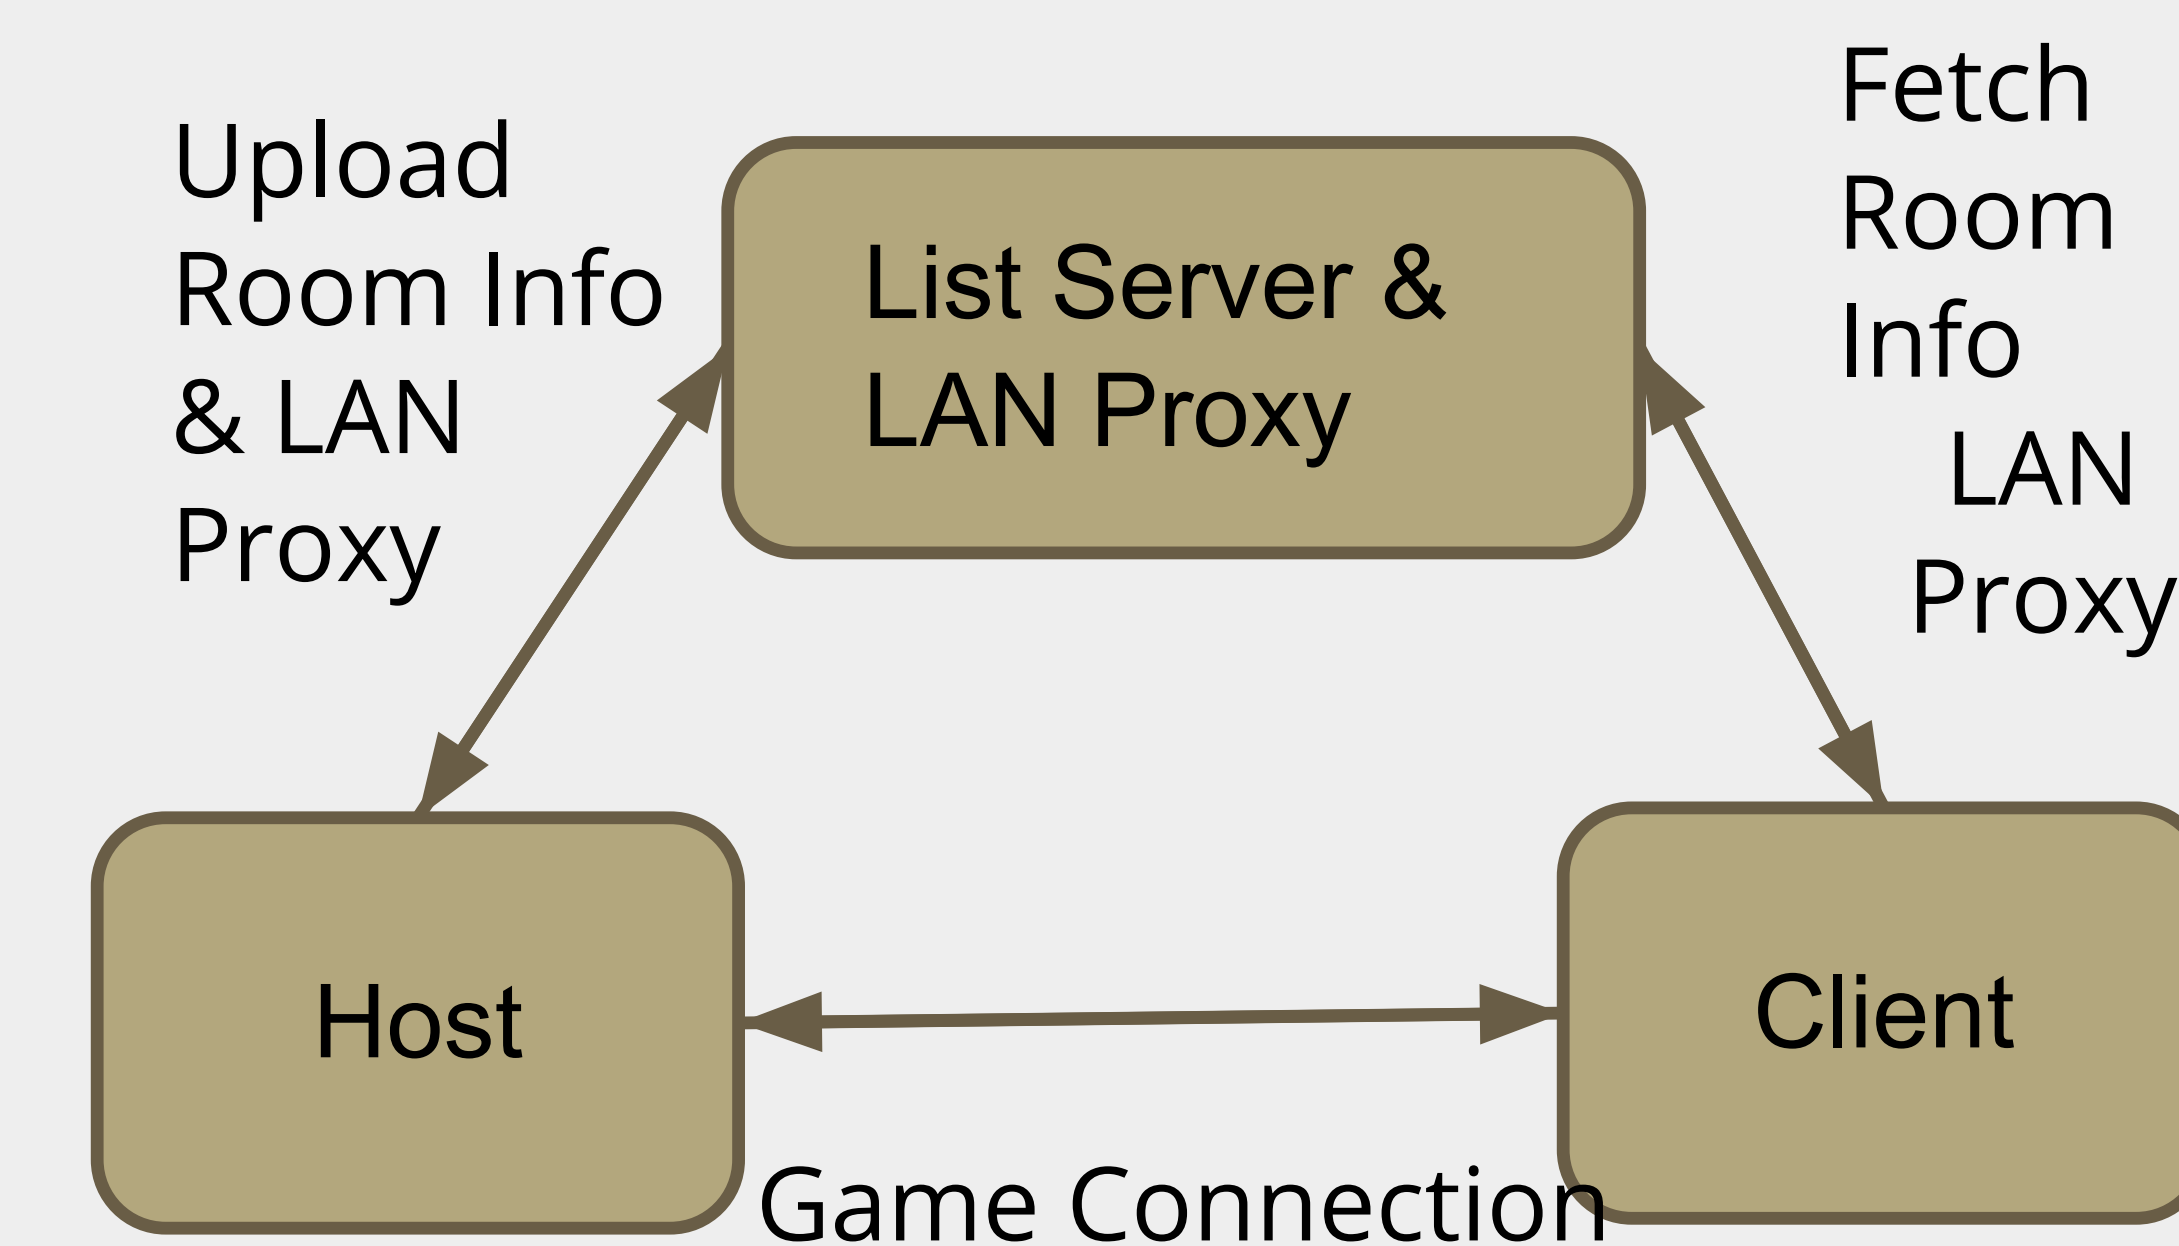 Upload
Room Info
& LAN
Proxy
List Server &
LAN Proxy
Fetch
Room
Info
LAN
Proxy
Host
Client
Game Connection